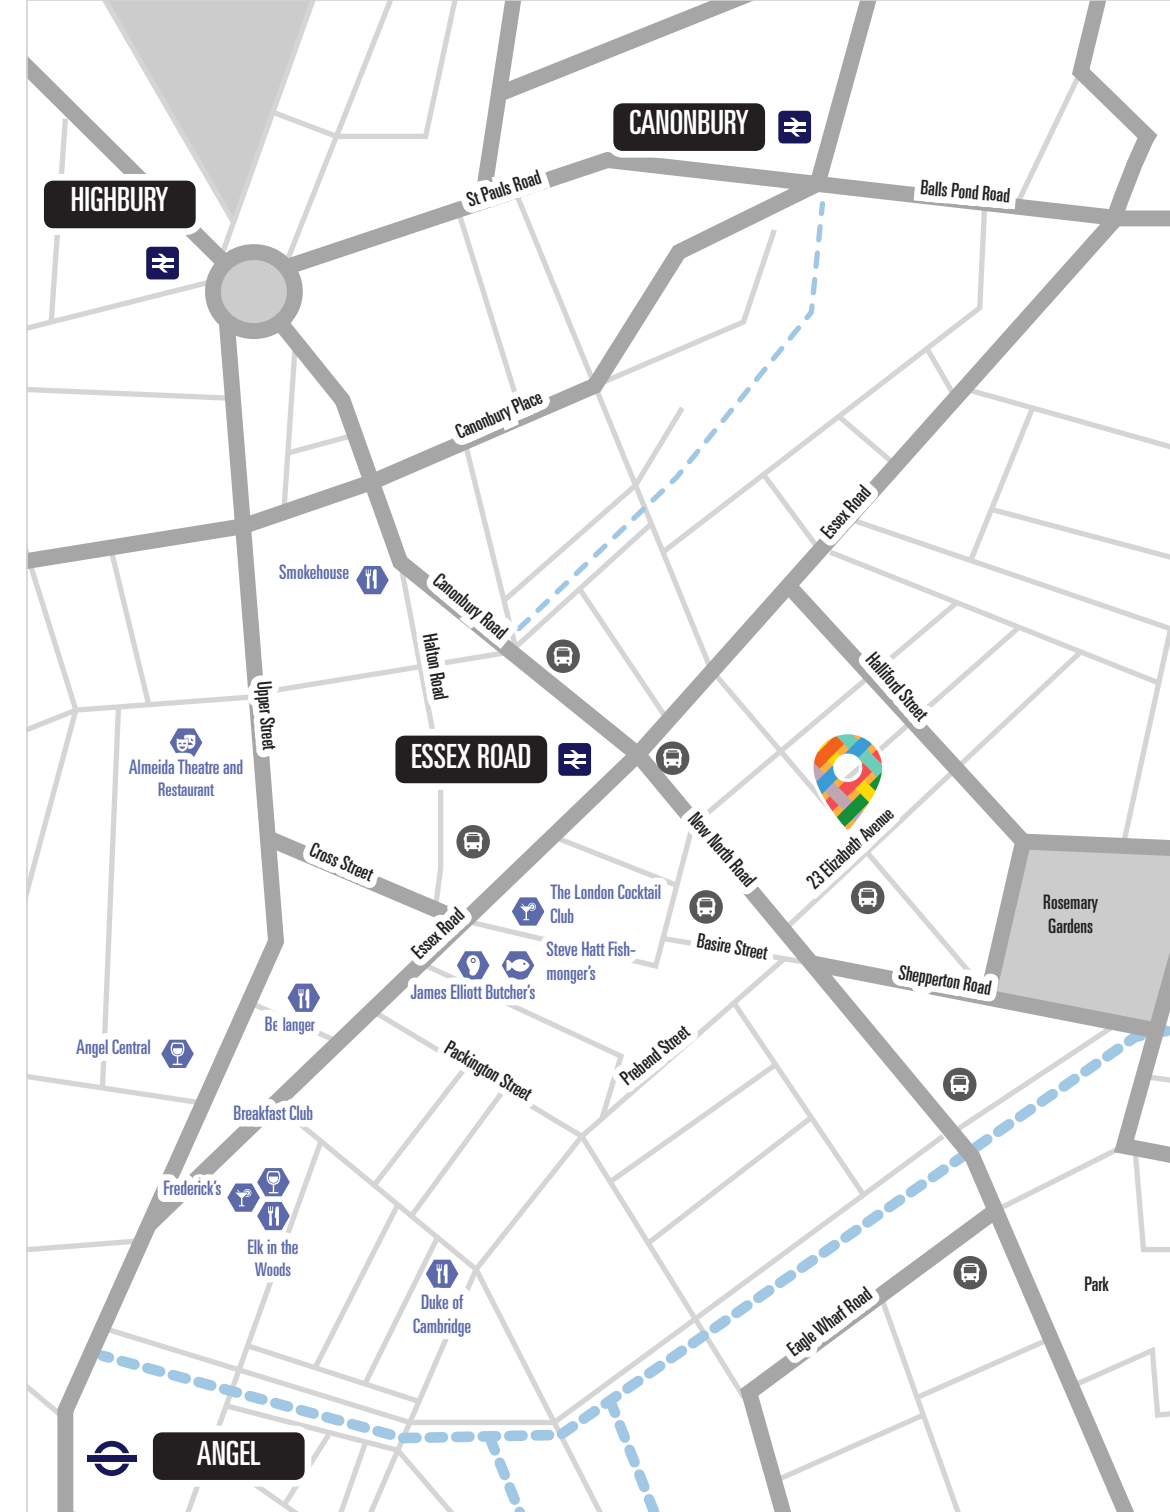 CANONBURY
HIGHBURY
St Pauls Road
Balls Pond Road
Canonbury Place
Essex Road
Smokehouse
Canonbury Road
Halton Road
Halliford Street
Upper Street
Almeida Theatre and
Restaurant
ESSEX ROAD
New North Road
23 Elizabeth Avenue
Cross Street
The London Cocktail
Club
Rosemary
Gardens
Essex Road
Steve Hatt Fish-
monger's
Basire Street
James Elliott Butcher's
Shepperton Road
Be langer
Angel Central
Packington Street
Prebend Street
Breakfast Club
Frederick's
Elk in the
Woods
Duke of
Cambridge
Park
Eagle Wharf Road
ANGEL